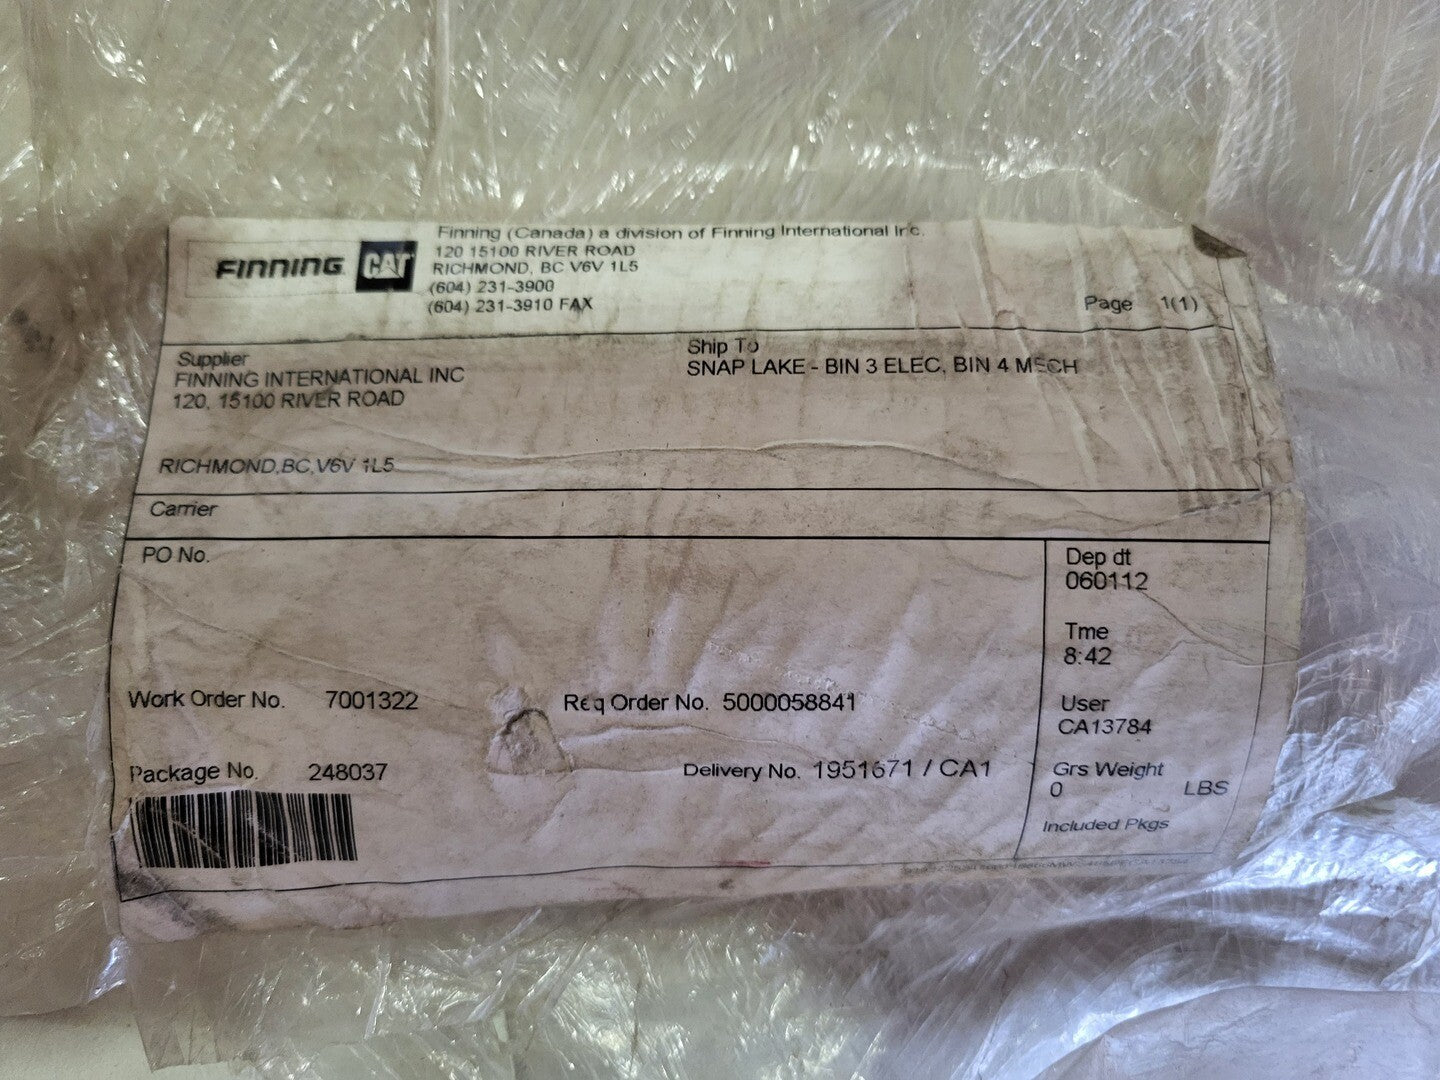 FINNING CAT
Finning (Canada) a division of Finning International Inc.
120 15100 RIVER ROAD
RICHMOND, BC V6V 1L5
(604) 231-3900
(604) 231-3910 FAX
Page 1(1)
Supplier
FINNING INTERNATIONAL INC
120, 15100 RIVER ROAD
RICHMOND,BC,V6V 1L5
Ship To
SNAP LAKE - BIN 3 ELEC, BIN 4 MECH
Carrier
PO No.
Dep dt
060112
Tme
8:42
User
CA13784
Work Order No. 7001322
Req Order No. 5000058841
Package No. 248037
Delivery No. 1951671 / CA1
Grs Weight
0 LBS
Included Pkgs